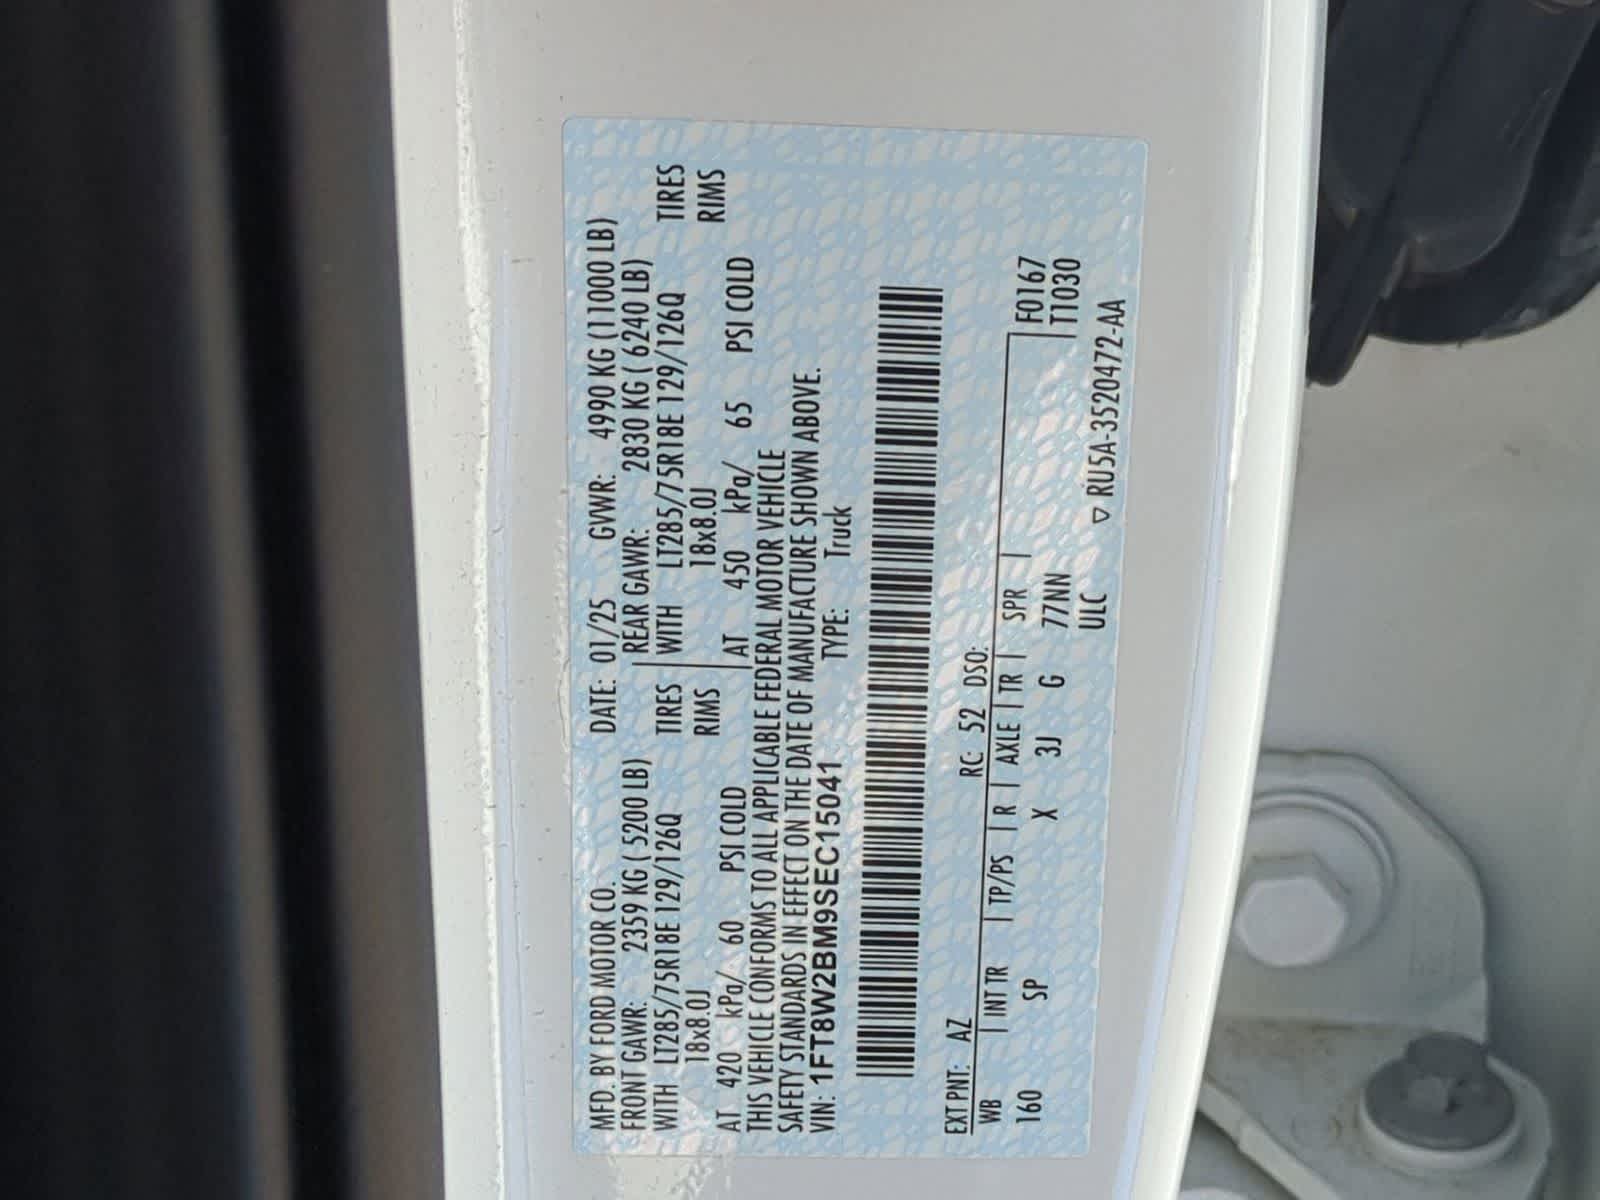 MFD. BY FORD MOTOR CO. DATE: 01/25 GVWR: 4990 KG (11000 LB)
FRONT GAWR: 2359 KG ( 5200 LB) REAR GAWR: 2830 KG ( 6240 LB)
WITH LT285/75R18E 129/126Q TIRES WITH LT285/75R18E 129/126Q TIRES
18x8.0J RIMS 18x8.0J RIMS
AT 420 kPa/ 60 PSI COLD AT 450 kPa/ 65 PSI COLD
THIS VEHICLE CONFORMS TO ALL APPLICABLE FEDERAL MOTOR VEHICLE
SAFETY STANDARDS IN EFFECT ON THE DATE OF MANUFACTURE SHOWN ABOVE.
VIN: 1FT8W2BM9SEC15041 TYPE: Truck
EXT PNT: AZ RC: 52 DSO:
WB | INT TR | TP/PS | R | AXLE | TR | SPR | F0167
160 SP X 3J G 77NN T1030
ULC ▽ RU5A-3520472-AA